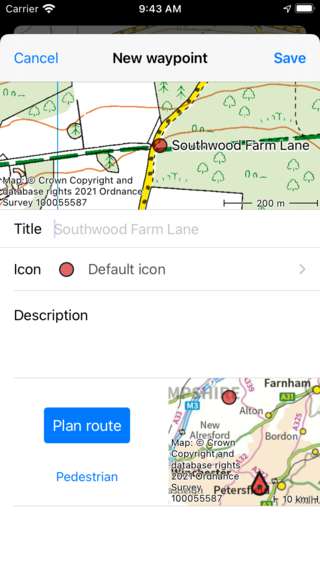 Carrier 9:43 AM
Cancel New waypoint Save
Southwood Farm Lane
Map: © Crown Copyright and
database rights 2021 Ordnance
Survey 100055587
200 m
Title Southwood Farm Lane
Icon Default icon
Description
Plan route
Pedestrian
Farnham
M3
A31
A33
Alton
A325
New
Alresford
Bordon
Map: © Crown
Copyright and
database rights
2021 Ordnance
Winchester
Survey
100055587
Petersfield
10 km